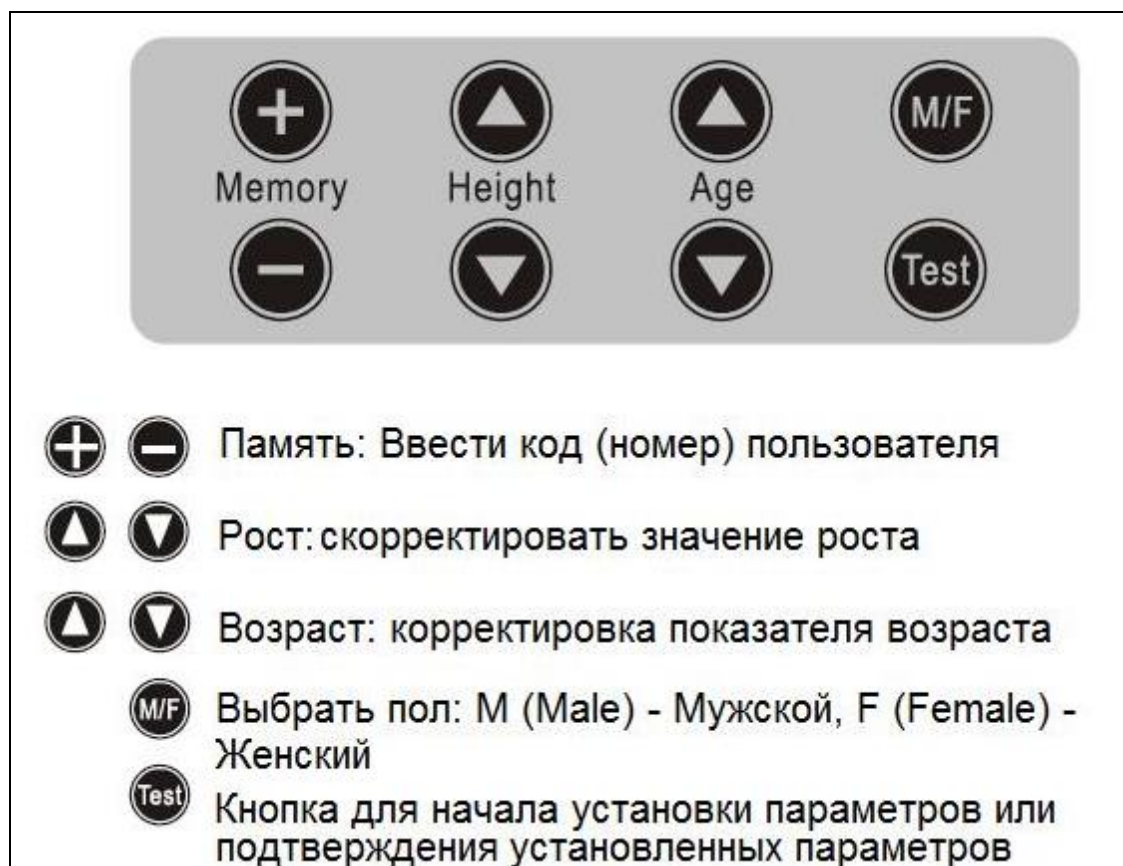 M/F
Memory Height Age
Test
Память: Ввести код (номер) пользователя
Рост: скорректировать значение роста
Возраст: корректировка показателя возраста
M/F Выбрать пол: M (Male) - Мужской, F (Female) -
Женский
Test Кнопка для начала установки параметров или
подтверждения установленных параметров